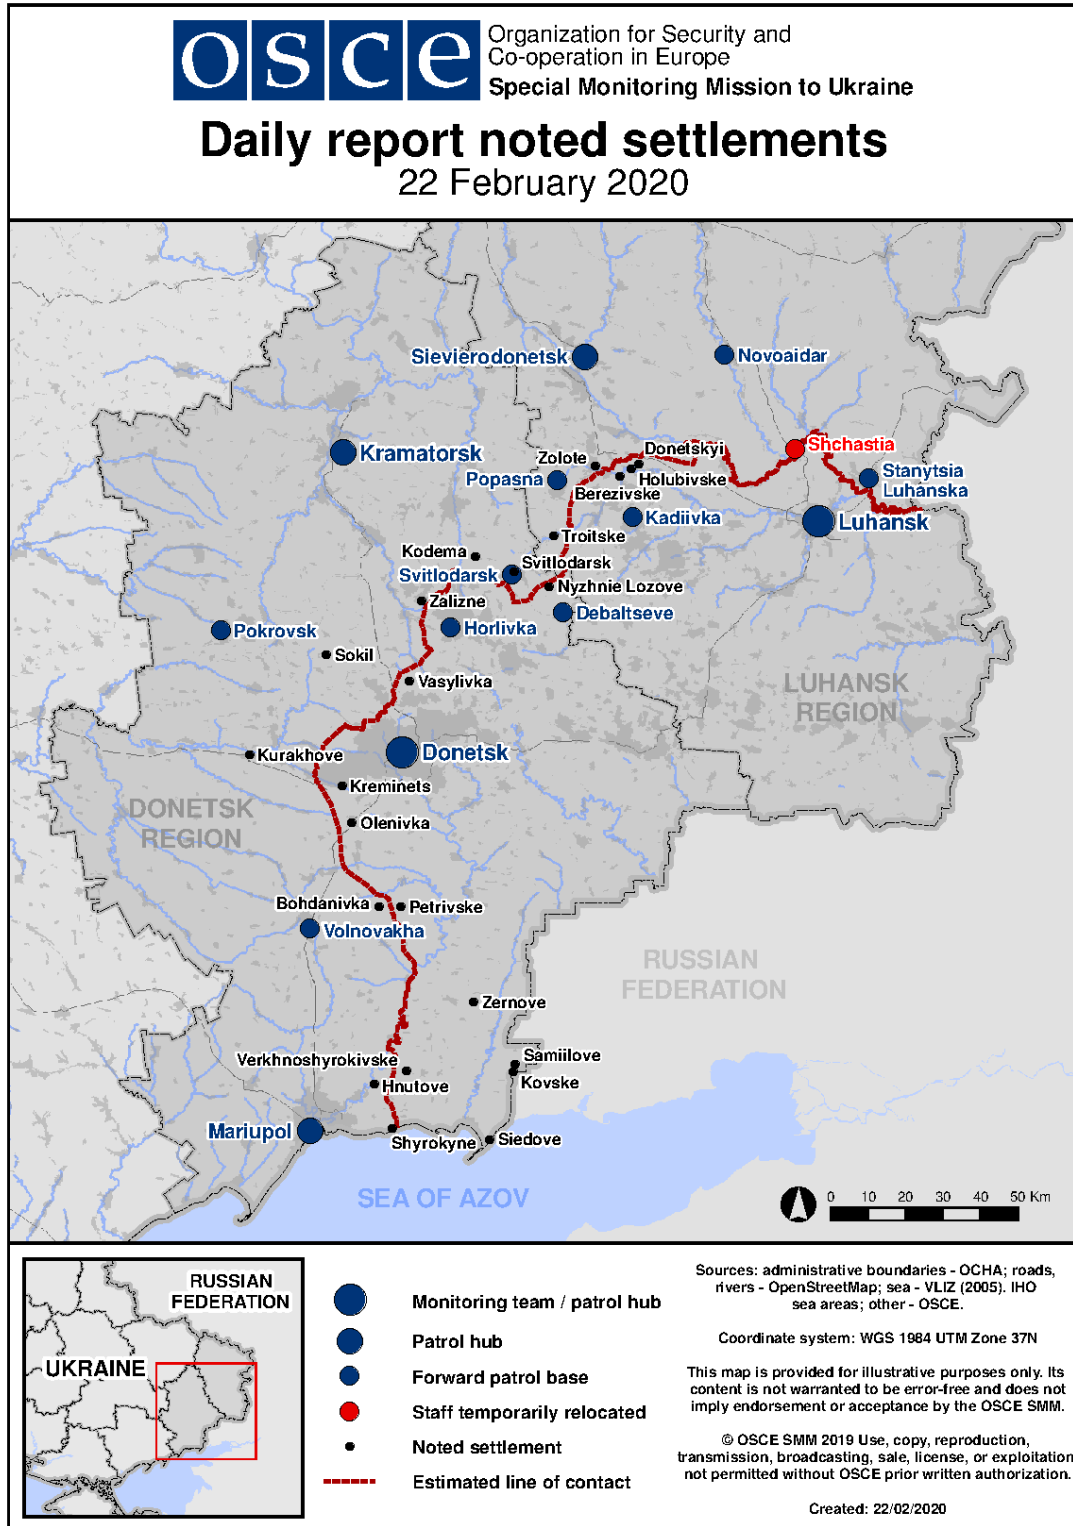 osce
Organization for Security and
Co-operation in Europe
Special Monitoring Mission to Ukraine
Daily report noted settlements
22 February 2020
Sievierodonetsk
Novoaidar
Kramatorsk
Shchastia
Donetskyi
Zolote
Popasna
Holubivske
Berezivske
Stanytsia
Luhanska
Kadiivka
Luhansk
Troitske
Kodema
Svitlodarsk
Svitlodarsk
Nyzhnie Lozove
Zalizne
Debaltseve
Horlivka
Pokrovsk
Sokil
Vasylivka
LUHANSK
REGION
Donetsk
Kurakhove
Kreminets
DONETSK
REGION
Olenivka
Bohdanivka
Petrivske
Volnovakha
RUSSIAN
FEDERATION
Zernove
Verkhnoshyrokivske
Samiilove
Kovske
Hnutove
Mariupol
Shyrokyne
Siedove
SEA OF AZOV
0 10 20 30 40 50 Km
RUSSIAN
FEDERATION
UKRAINE
Monitoring team / patrol hub
Patrol hub
Forward patrol base
Staff temporarily relocated
Noted settlement
Estimated line of contact
Sources: administrative boundaries - OCHA; roads,
rivers - OpenStreetMap; sea - VLIZ (2005). IHO
sea areas; other - OSCE.
Coordinate system: WGS 1984 UTM Zone 37N
This map is provided for illustrative purposes only. Its
content is not warranted to be error-free and does not
imply endorsement or acceptance by the OSCE SMM.
© OSCE SMM 2019 Use, copy, reproduction,
transmission, broadcasting, sale, license, or exploitation
not permitted without OSCE prior written authorization.
Created: 22/02/2020